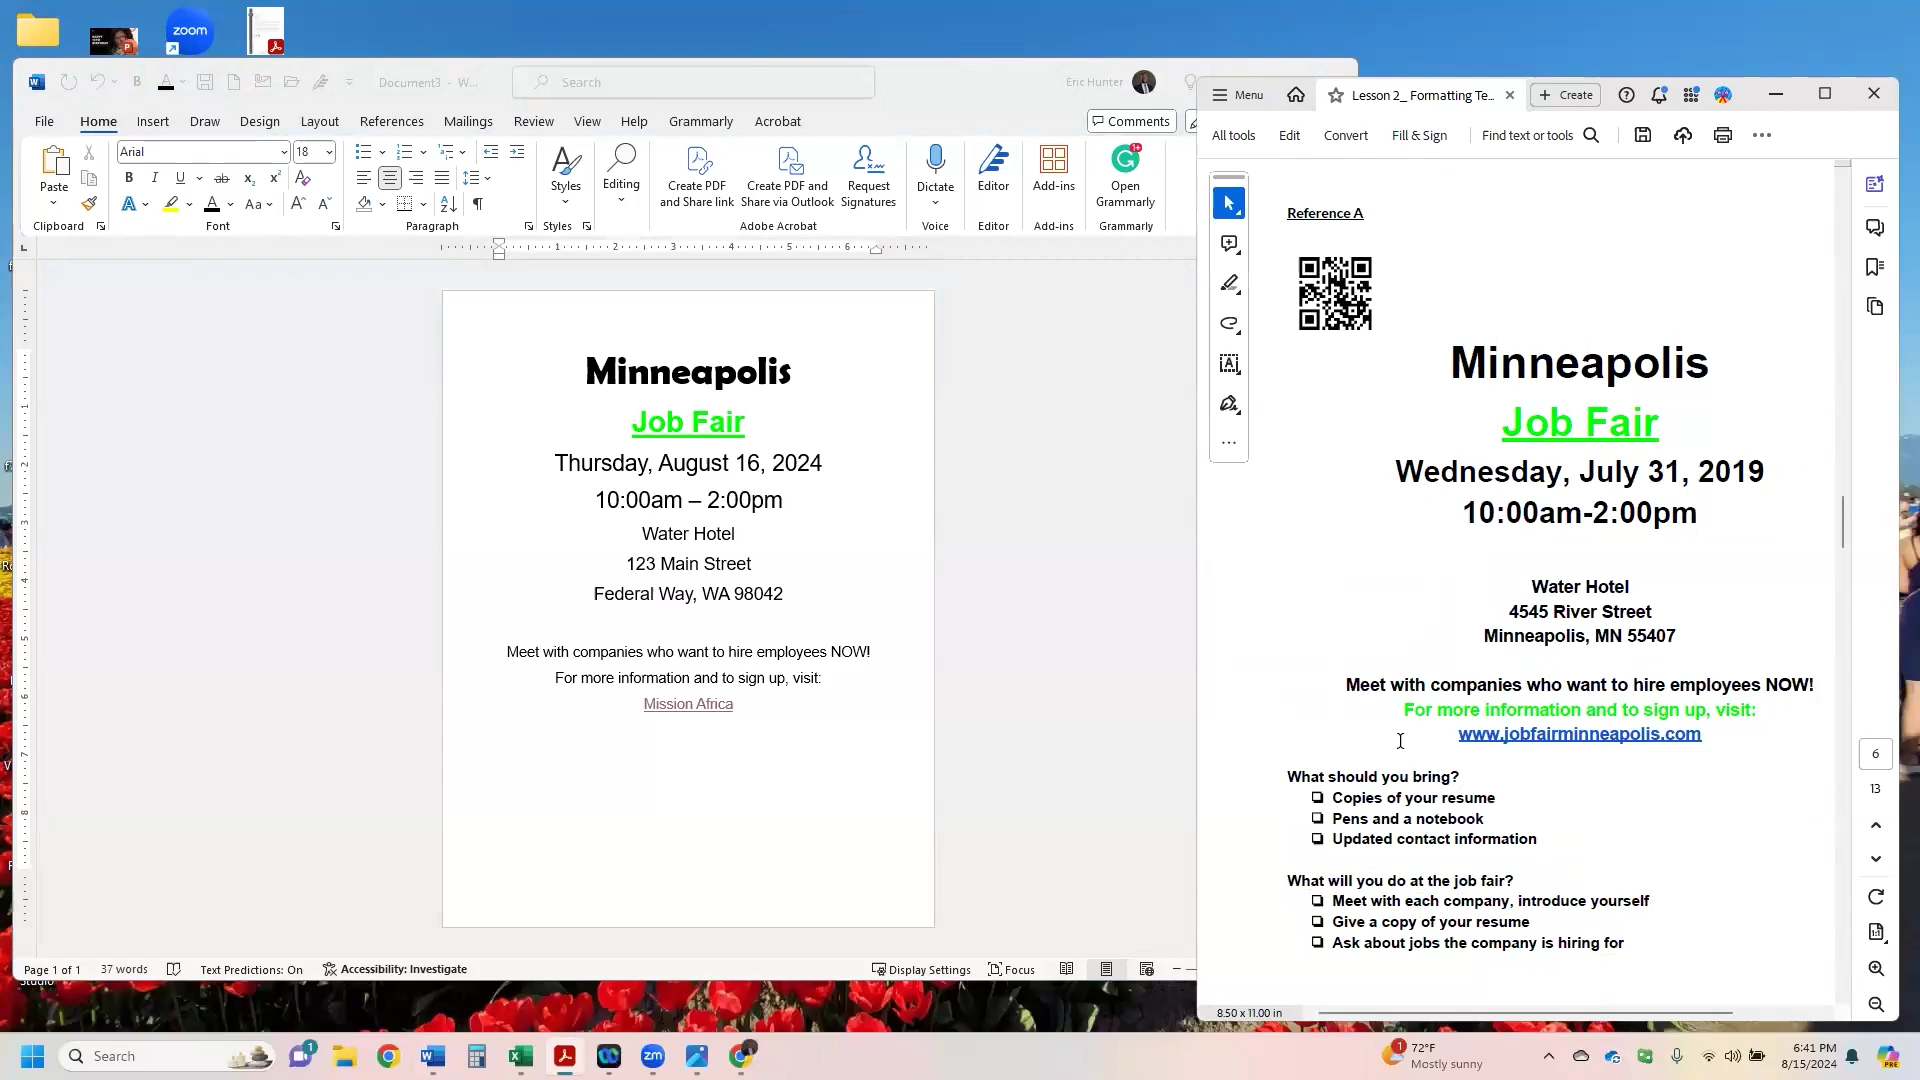 zoom
Document3 - W...
Search
Eric Hunter
File Home Insert Draw Design Layout References Mailings Review View Help Grammarly Acrobat
Comments
Arial
18
Paste
Styles
Editing
Create PDF and Share link
Create PDF and Share via Outlook
Request Signatures
Dictate
Editor
Add-ins
Open Grammarly
Clipboard
Font
Paragraph
Styles
Adobe Acrobat
Voice
Editor
Add-ins
Grammarly
Minneapolis
Job Fair
Thursday, August 16, 2024
10:00am – 2:00pm
Water Hotel
123 Main Street
Federal Way, WA 98042
Meet with companies who want to hire employees NOW!
For more information and to sign up, visit:
Mission Africa
Page 1 of 1
37 words
Text Predictions: On
Accessibility: Investigate
Display Settings
Focus
Menu
Lesson 2_ Formatting Te...
Create
All tools Edit Convert Fill & Sign
Find text or tools
Reference A
Minneapolis
Job Fair
Wednesday, July 31, 2019
10:00am-2:00pm
Water Hotel
4545 River Street
Minneapolis, MN 55407
Meet with companies who want to hire employees NOW!
For more information and to sign up, visit:
www.jobfairminneapolis.com
What should you bring?
❏ Copies of your resume
❏ Pens and a notebook
❏ Updated contact information
What will you do at the job fair?
❏ Meet with each company, introduce yourself
❏ Give a copy of your resume
❏ Ask about jobs the company is hiring for
6
13
8.50 x 11.00 in
Search
72°F
Mostly sunny
6:41 PM
8/15/2024